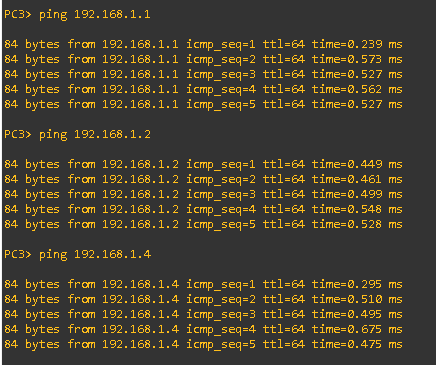 PC3> ping 192.168.1.1
84 bytes from 192.168.1.1 icmp_seq=1 ttl=64 time=0.239 ms
84 bytes from 192.168.1.1 icmp_seq=2 ttl=64 time=0.573 ms
84 bytes from 192.168.1.1 icmp_seq=3 ttl=64 time=0.527 ms
84 bytes from 192.168.1.1 icmp_seq=4 ttl=64 time=0.562 ms
84 bytes from 192.168.1.1 icmp_seq=5 ttl=64 time=0.527 ms
PC3> ping 192.168.1.2
84 bytes from 192.168.1.2 icmp_seq=1 ttl=64 time=0.449 ms
84 bytes from 192.168.1.2 icmp_seq=2 ttl=64 time=0.461 ms
84 bytes from 192.168.1.2 icmp_seq=3 ttl=64 time=0.499 ms
84 bytes from 192.168.1.2 icmp_seq=4 ttl=64 time=0.548 ms
84 bytes from 192.168.1.2 icmp_seq=5 ttl=64 time=0.528 ms
PC3> ping 192.168.1.4
84 bytes from 192.168.1.4 icmp_seq=1 ttl=64 time=0.295 ms
84 bytes from 192.168.1.4 icmp_seq=2 ttl=64 time=0.510 ms
84 bytes from 192.168.1.4 icmp_seq=3 ttl=64 time=0.495 ms
84 bytes from 192.168.1.4 icmp_seq=4 ttl=64 time=0.675 ms
84 bytes from 192.168.1.4 icmp_seq=5 ttl=64 time=0.475 ms